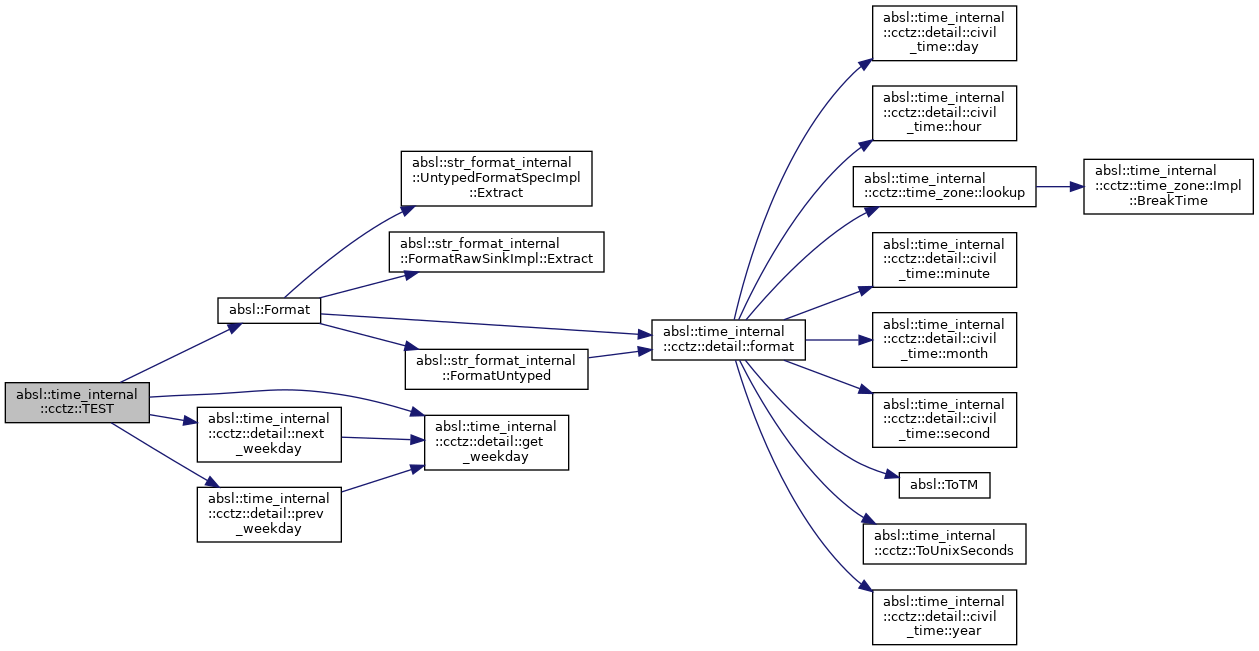 absl::time_internal
::cctz::TEST
absl::Format
absl::time_internal
::cctz::detail::next
_weekday
absl::time_internal
::cctz::detail::prev
_weekday
absl::str_format_internal
::UntypedFormatSpecImpl
::Extract
absl::str_format_internal
::FormatRawSinkImpl::Extract
absl::str_format_internal
::FormatUntyped
absl::time_internal
::cctz::detail::get
_weekday
absl::time_internal
::cctz::detail::format
absl::time_internal
::cctz::detail::civil
_time::day
absl::time_internal
::cctz::detail::civil
_time::hour
absl::time_internal
::cctz::time_zone::lookup
absl::time_internal
::cctz::detail::civil
_time::minute
absl::time_internal
::cctz::detail::civil
_time::month
absl::time_internal
::cctz::detail::civil
_time::second
absl::ToTM
absl::time_internal
::cctz::ToUnixSeconds
absl::time_internal
::cctz::detail::civil
_time::year
absl::time_internal
::cctz::time_zone::Impl
::BreakTime